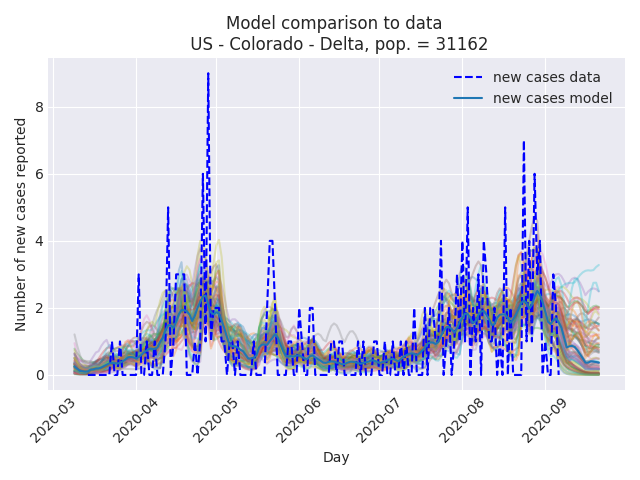 Model comparison to data
US - Colorado - Delta, pop. = 31162
new cases data
new cases model
Number of new cases reported
8
6
4
2
0
2020-03
2020-04
2020-05
2020-06
2020-07
2020-08
2020-09
Day